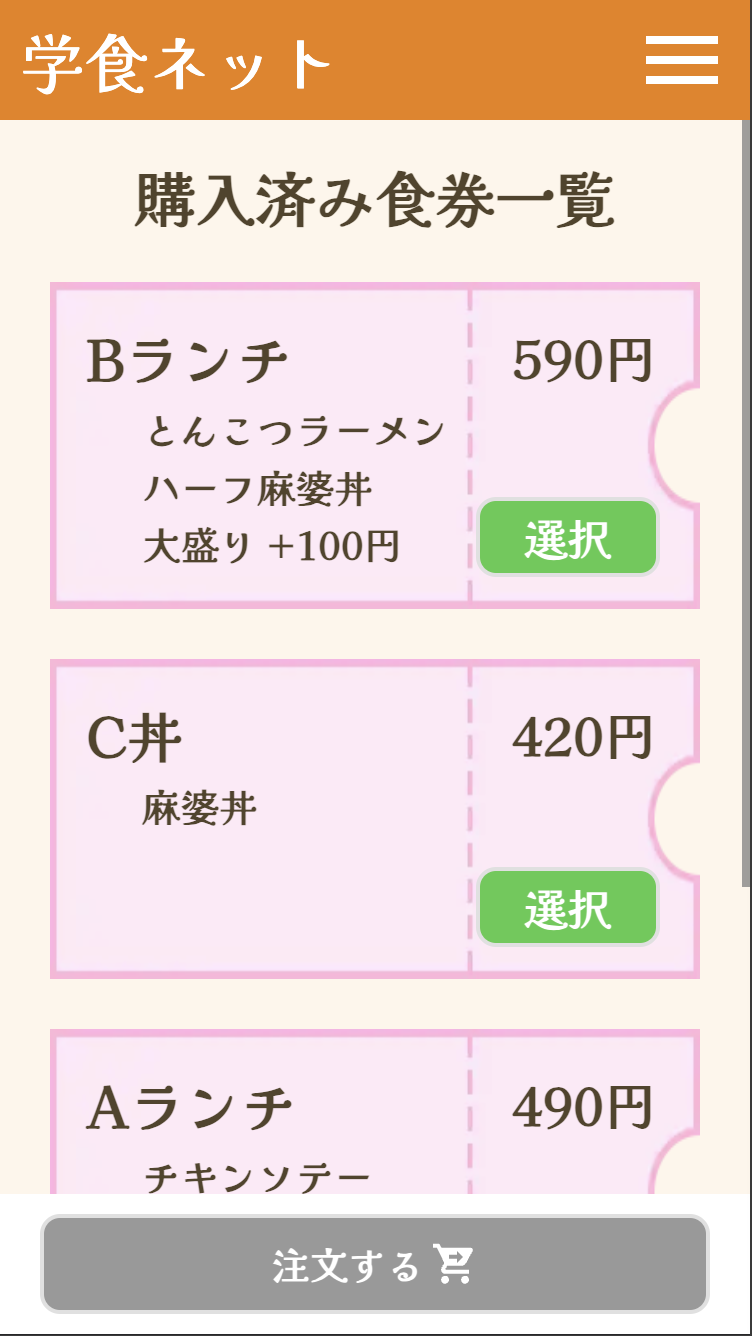 学食ネット
購入済み食券一覧
Bランチ
590円
とんこつラーメン
ハーフ麻婆丼
大盛り +100円
選択
C丼
420円
麻婆丼
選択
Aランチ
490円
チキンソテー
注文する